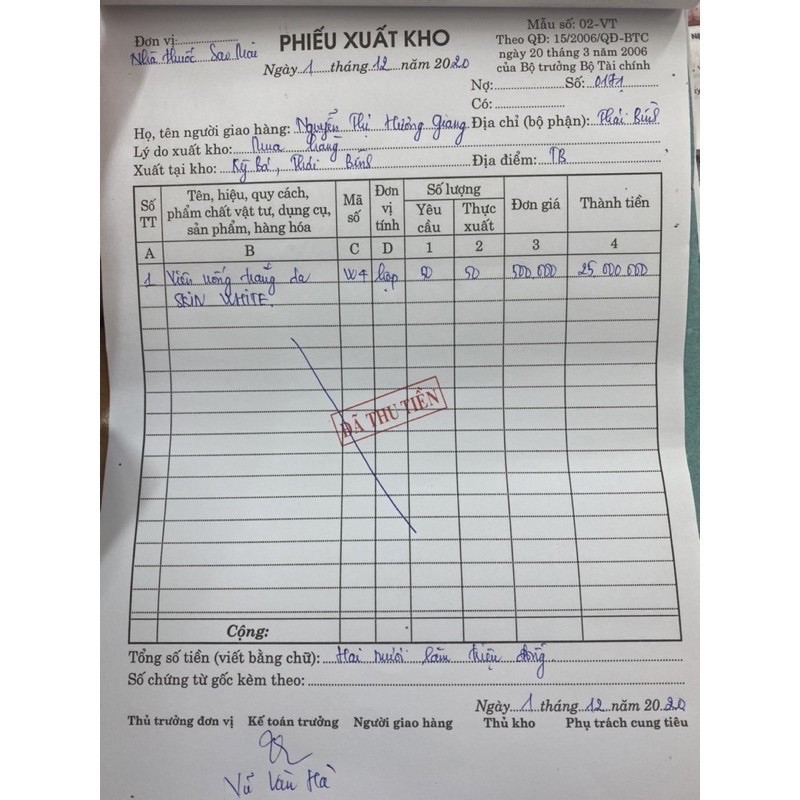 Đơn vị: Nhà thuốc Sao Mai
PHIẾU XUẤT KHO
Ngày 1 tháng 12 năm 2020
Mẫu số: 02-VT
Theo QĐ: 15/2006/QĐ-BTC
ngày 20 tháng 3 năm 2006
của Bộ trưởng Bộ Tài chính
Nợ: Số: 0171
Có:
Họ, tên người giao hàng: Nguyễn Thị Hương Giang Địa chỉ (bộ phận): Thái Bình
Lý do xuất kho: Mua hàng
Xuất tại kho: Kỳ Bá, Thái Bình Địa điểm: TB
Số TT Tên, hiệu, quy cách, phẩm chất vật tư, dụng cụ, sản phẩm, hàng hóa Mã số Đơn vị tính Số lượng Yêu cầu Thực xuất Đơn giá Thành tiền
A B C D 1 2 3 4
1 Viên uống trắng da W4 hộp 50 50 500.000 25.000.000
SKIN WHITE
ĐÃ THU TIỀN
Cộng:
Tổng số tiền (viết bằng chữ): Hai mươi lăm triệu đồng
Số chứng từ gốc kèm theo:
Ngày 1 tháng 12 năm 2020
Thủ trưởng đơn vị Kế toán trưởng Người giao hàng Thủ kho Phụ trách cung tiêu
Vũ Văn Hà